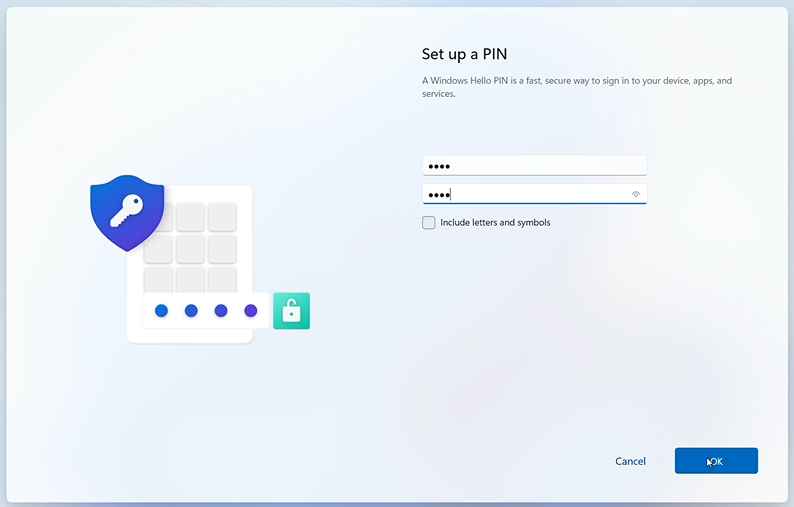 Set up a PIN
A Windows Hello PIN is a fast, secure way to sign in to your device, apps, and
services.
••••
••••
Include letters and symbols
Cancel
OK